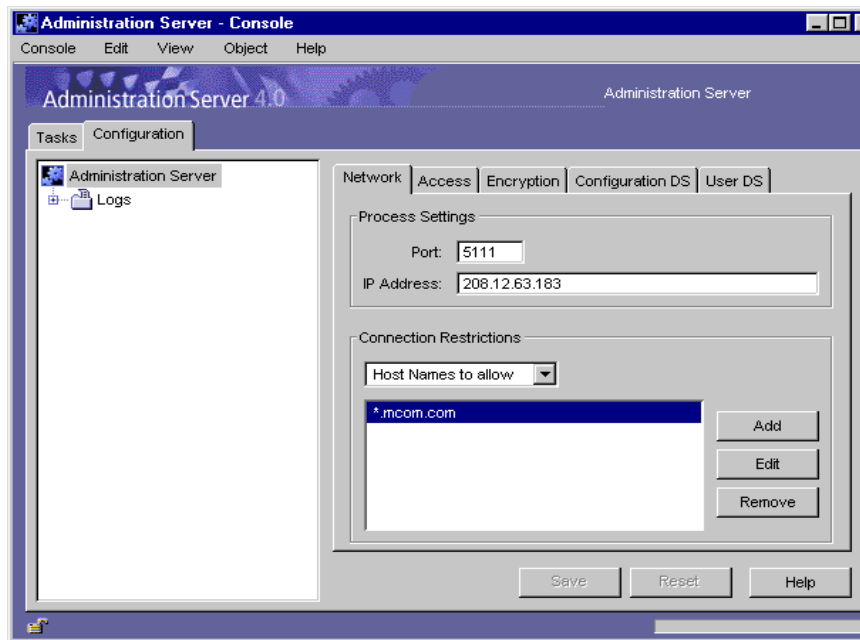 Administration Server - Console
Console Edit View Object Help
Administration Server 4.0
Administration Server
Tasks Configuration
Administration Server
Logs
Network Access Encryption Configuration DS User DS
Process Settings
Port: 5111
IP Address: 208.12.63.183
Connection Restrictions
Host Names to allow
*.mcom.com
Add
Edit
Remove
Save Reset Help